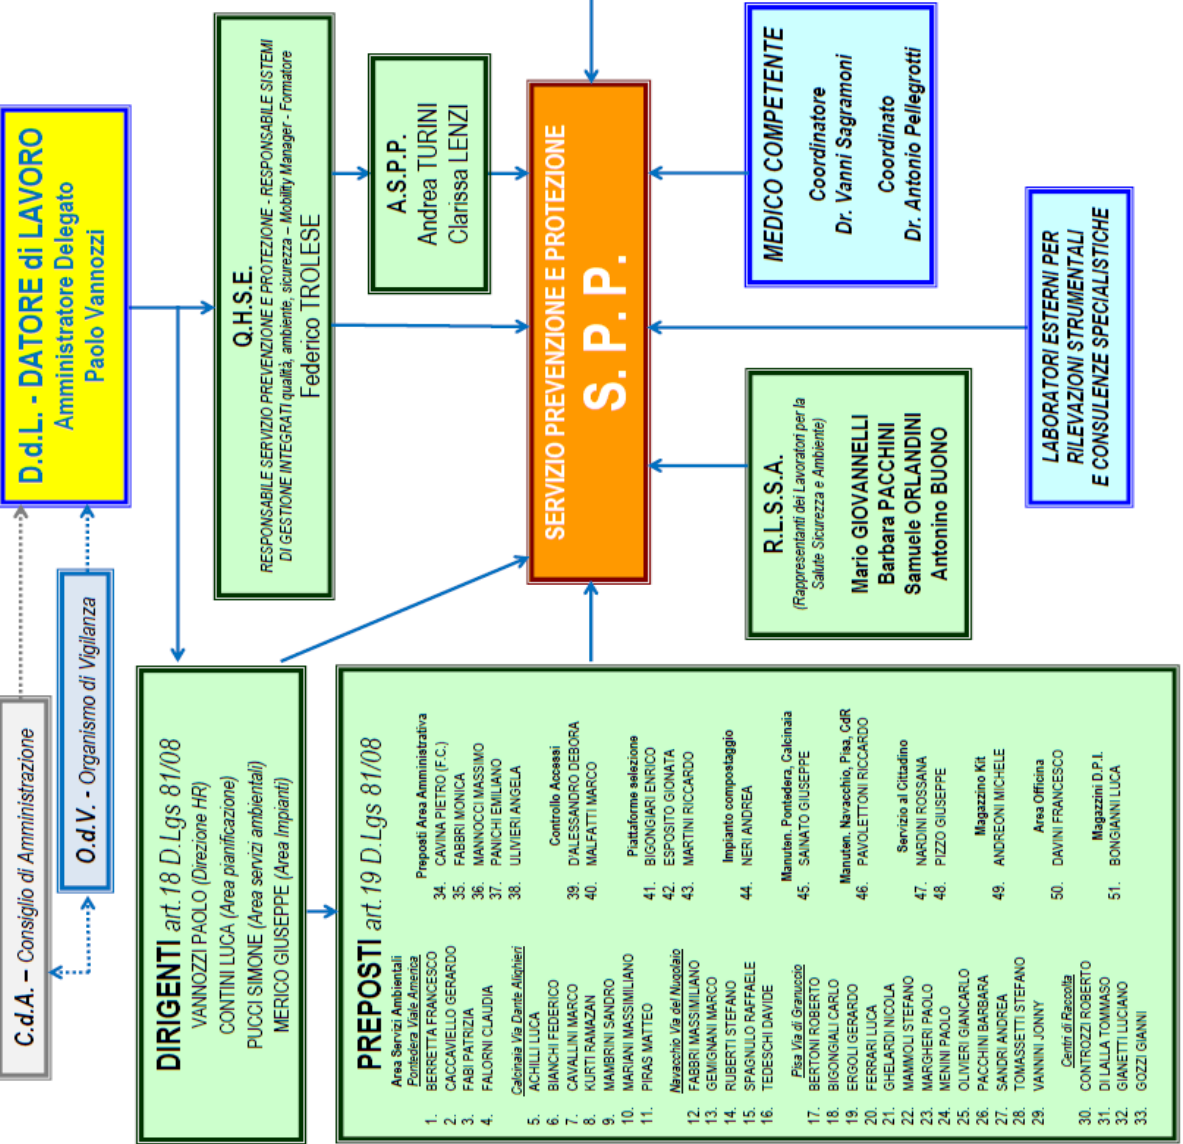 C.d.A. – Consiglio di Amministrazione
O.d.V. - Organismo di Vigilanza
D.d.L. - DATORE di LAVORO
Amministratore Delegato
Paolo Vannozzi
DIRIGENTI art.18 D.Lgs 81/08
VANNOZZI PAOLO (Direzione HR)
CONTINI LUCA (Area pianificazione)
PUCCI SIMONE (Area servizi ambientali)
MERICO GIUSEPPE (Area Impianti)
Q.H.S.E.
RESPONSABILE SERVIZIO PREVENZIONE E PROTEZIONE - RESPONSABILE SISTEMI
DI GESTIONE INTEGRATI qualità, ambiente, sicurezza – Mobility Manager - Formatore
Federico TROLESE
A.S.P.P.
Andrea TURINI
Clarissa LENZI
PREPOSTI art.19 D.Lgs 81/08
Area Servizi Ambientali
Pontedera Viale America
1. BERRETTA FRANCESCO
2. CACCAVIELLO GERARDO
3. FABI PATRIZIA
4. FALORNI CLAUDIA
Calcinaia Via Dante Alighieri
5. ACHILLI LUCA
6. BIANCHI FEDERICO
7. CAVALLINI MARCO
8. KURTI RAMAZAN
9. MAMBRINI SANDRO
10. MARIANI MASSIMILIANO
11. PIRAS MATTEO
Navacchio Via del Nugolaio
12. FABBRI MASSIMILIANO
13. GEMIGNANI MARCO
14. RUBERTI STEFANO
15. SPAGNULO RAFFAELE
16. TEDESCHI DAVIDE
Pisa Via di Granuccio
17. BERTONI ROBERTO
18. BIGONGIALI CARLO
19. ERGOLI GERARDO
20. FERRARI LUCA
21. GHELARDI NICOLA
22. MAMMOLI STEFANO
23. MARGHERI PAOLO
24. MENINI PAOLO
25. OLIVIERI GIANCARLO
26. PACCHINI BARBARA
27. SANDRI ANDREA
28. TOMASSETTI STEFANO
29. VANNINI JONNY
Centri di Raccolta
30. CONTROZZI ROBERTO
31. DI LALLA TOMMASO
32. GIANETTI LUCIANO
33. GOZZI GIANNI
Preposti Area Amministrativa
34. CAVINA PIETRO (F.C.)
35. FABBRI MONICA
36. MANNOCCI MASSIMO
37. PANICHI EMILIANO
38. ULIVIERI ANGELA
Controllo Accessi
39. D'ALESSANDRO DEBORA
40. MALFATTI MARCO
Piattaforme selezione
41. BIGONGIARI ENRICO
42. ESPOSITO GIONATA
43. MARTINI RICCARDO
Impianto compostaggio
44. NERI ANDREA
Manuten. Pontedera, Calcinaia
45. SAINATO GIUSEPPE
Manuten. Navacchio, Pisa, CdR
46. PAVOLETTONI RICCARDO
Servizio al Cittadino
47. NARDINI ROSSANA
48. PIZZO GIUSEPPE
Magazzino Kit
49. ANDREONI MICHELE
Area Officina
50. DAVINI FRANCESCO
Magazzini D.P.I.
51. BONGIANNI LUCA
SERVIZIO PREVENZIONE E PROTEZIONE
S. P. P.
R.L.S.S.A.
(Rappresentanti dei Lavoratori per la
Salute Sicurezza e Ambiente)
Mario GIOVANNELLI
Barbara PACCHINI
Samuele ORLANDINI
Antonino BUONO
MEDICO COMPETENTE
Coordinatore
Dr. Vanni Sagramoni
Coordinato
Dr. Antonio Pellegrotti
LABORATORI ESTERNI PER
RILEVAZIONI STRUMENTALI
E CONSULENZE SPECIALISTICHE